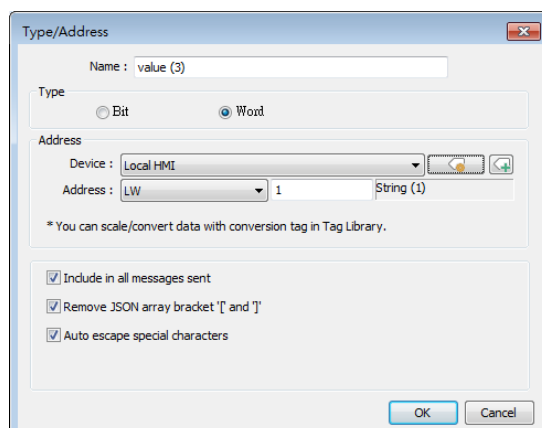 Type/Address
Name : value (3)
Type
Bit Word
Address
Device : Local HMI
Address : LW 1 String (1)
* You can scale/convert data with conversion tag in Tag Library.
Include in all messages sent
Remove JSON array bracket '[' and ']'
Auto escape special characters
OK Cancel